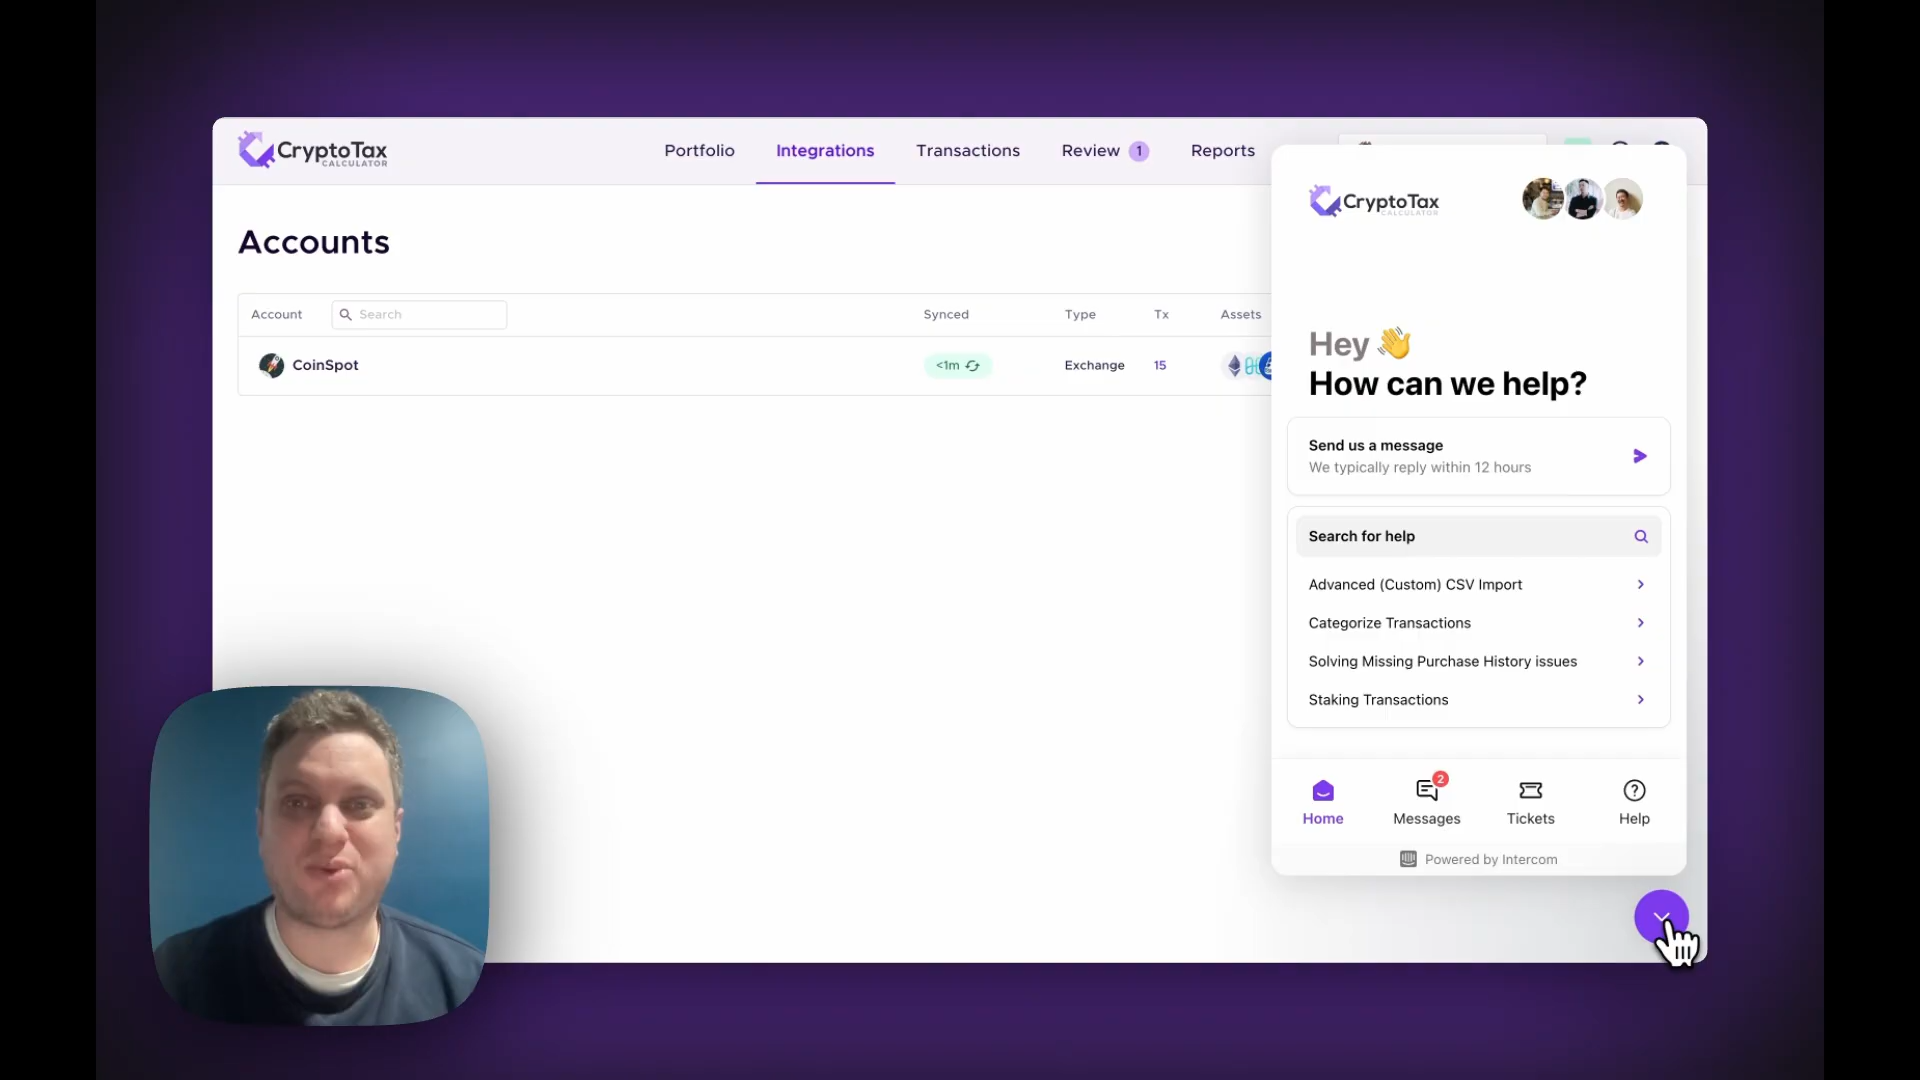 CryptoTax
CALCULATOR
Portfolio
Integrations
Transactions
Review 1
Reports
Accounts
Account
Search
Synced
Type
Tx
Assets
CoinSpot
<1m
Exchange
15
CryptoTax
CALCULATOR
Hey 👋
How can we help?
Send us a message
We typically reply within 12 hours
Search for help
Advanced (Custom) CSV Import
Categorize Transactions
Solving Missing Purchase History issues
Staking Transactions
Home
2
Messages
Tickets
Help
Powered by Intercom